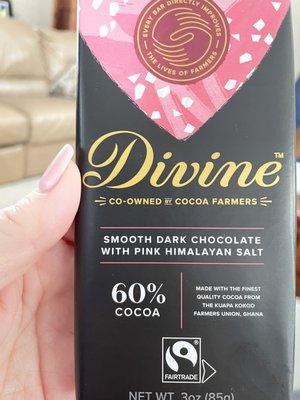 EVERY BAR DIRECTLY IMPROVES
THE LIVES OF FARMERS
Divine™
CO-OWNED BY COCOA FARMERS
SMOOTH DARK CHOCOLATE
WITH PINK HIMALAYAN SALT
60%
COCOA
MADE WITH THE FINEST
QUALITY COCOA FROM
THE KUAPA KOKOO
FARMERS UNION, GHANA
FAIRTRADE
NET WT. 3oz (85g)